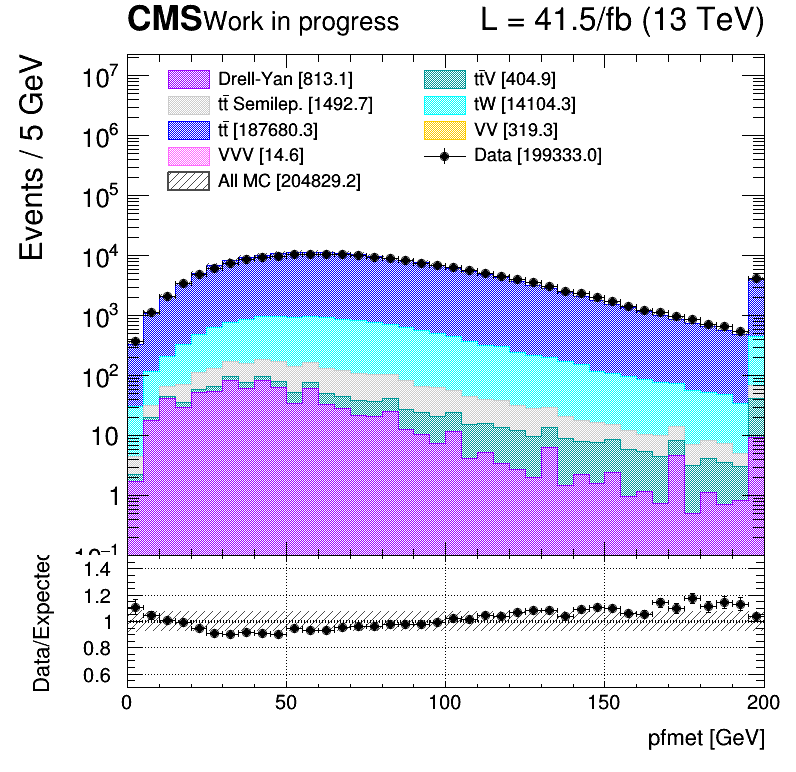 CMS Work in progress L = 41.5/fb (13 TeV)
Events / 5 GeV
10⁷
10⁶
10⁵
10⁴
10³
10²
10
1
10⁻¹
Drell-Yan [813.1]
tt̄V [404.9]
tt̄ Semilep. [1492.7]
tW [14104.3]
tt̄ [187680.3]
VV [319.3]
VVV [14.6]
Data [199333.0]
All MC [204829.2]
Data/Expected
1.4
1.2
1
0.8
0.6
0 50 100 150 200
pfmet [GeV]